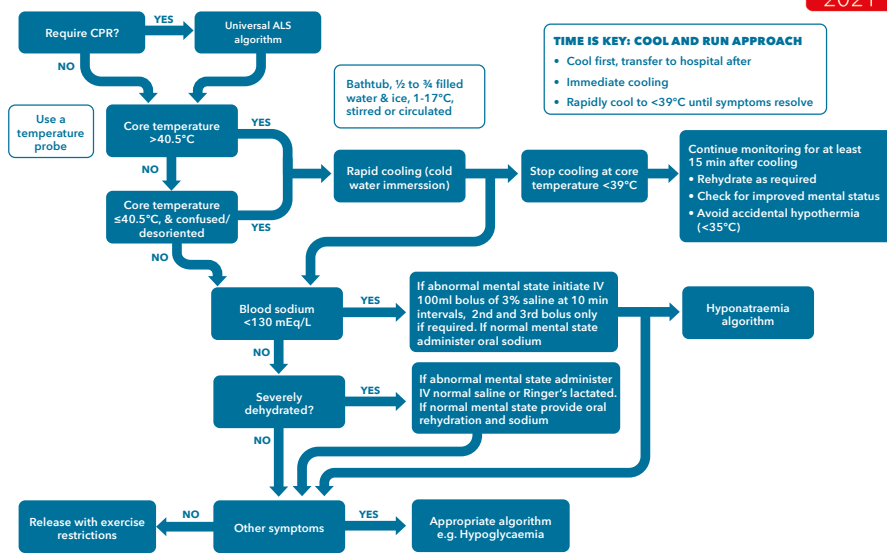 2021
Require CPR?
YES
Universal ALS
algorithm
NO
TIME IS KEY: COOL AND RUN APPROACH
• Cool first, transfer to hospital after
• Immediate cooling
• Rapidly cool to <39°C until symptoms resolve
Bathtub, ½ to ¾ filled
water & ice, 1-17°C,
stirred or circulated
Use a
temperature
probe
Core temperature
>40.5°C
YES
NO
Rapid cooling (cold
water immerssion)
Stop cooling at core
temperature <39°C
Continue monitoring for at least
15 min after cooling
• Rehydrate as required
• Check for improved mental status
• Avoid accidental hypothermia
(<35°C)
Core temperature
≤40.5°C, & confused/
desoriented
YES
NO
Blood sodium
<130 mEq/L
YES
If abnormal mental state initiate IV
100ml bolus of 3% saline at 10 min
intervals, 2nd and 3rd bolus only
if required. If normal mental state
administer oral sodium
Hyponatraemia
algorithm
NO
Severely
dehydrated?
YES
If abnormal mental state administer
IV normal saline or Ringer's lactated.
If normal mental state provide oral
rehydration and sodium
NO
Release with exercise
restrictions
NO
Other symptoms
YES
Appropriate algorithm
e.g. Hypoglycaemia